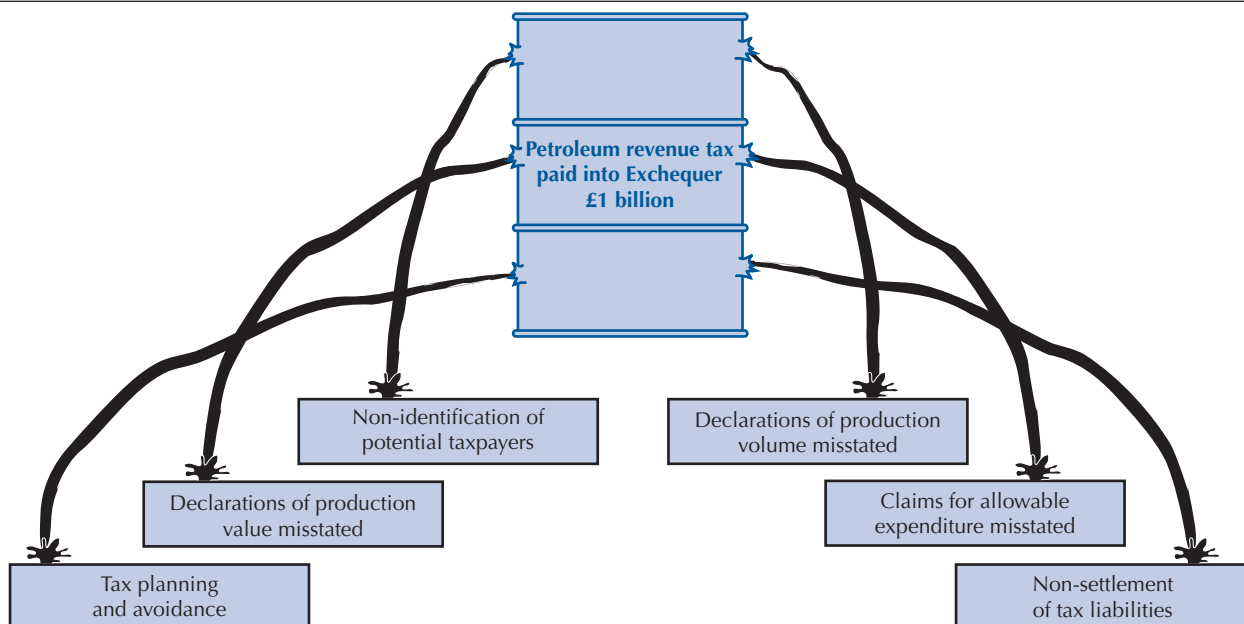 Petroleum revenue tax
paid into Exchequer
£1 billion
Non-identification of
potential taxpayers
Declarations of production
volume misstated
Declarations of production
value misstated
Claims for allowable
expenditure misstated
Tax planning
and avoidance
Non-settlement
of tax liabilities